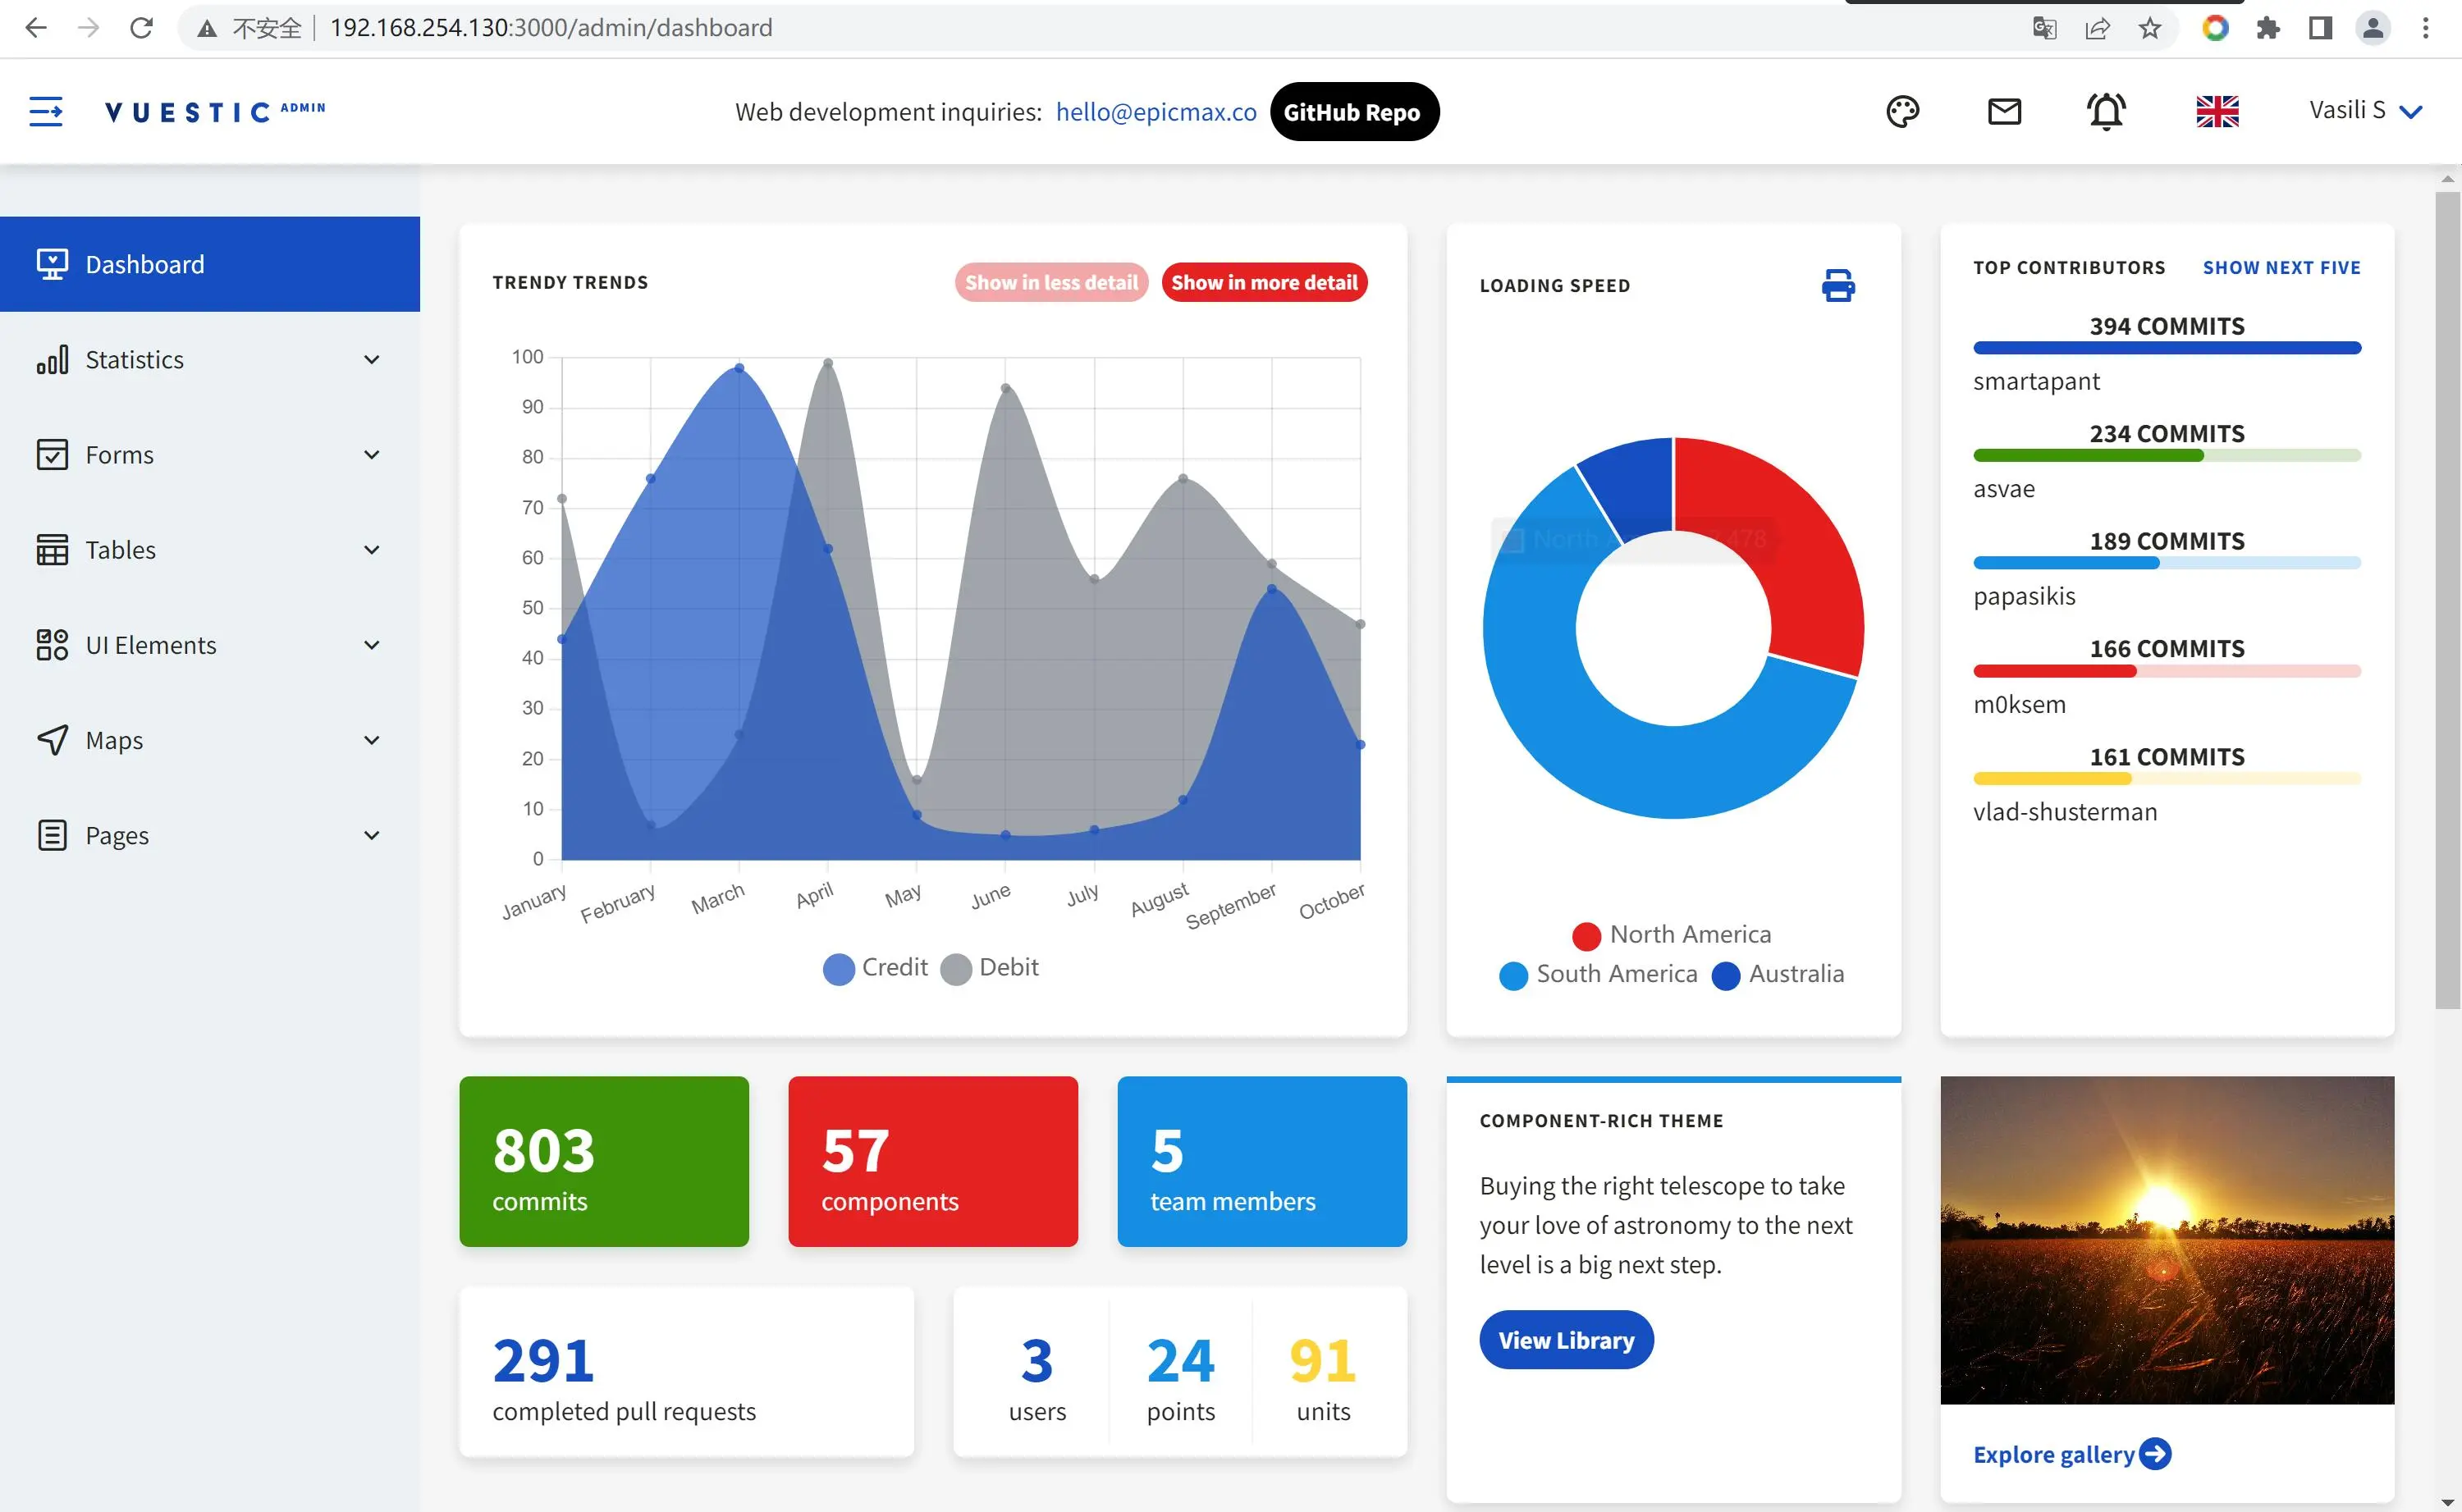 不安全 192.168.254.130:3000/admin/dashboard
VUESTIC ADMIN
Web development inquiries: hello@epicmax.co GitHub Repo
Vasili S
Dashboard
Statistics
Forms
Tables
UI Elements
Maps
Pages
TRENDY TRENDS
Show in less detail
Show in more detail
100
90
80
70
60
50
40
30
20
10
0
January
February
March
April
May
June
July
August
September
October
Credit
Debit
LOADING SPEED
North America
South America
Australia
TOP CONTRIBUTORS
SHOW NEXT FIVE
394 COMMITS
smartapant
234 COMMITS
asvae
189 COMMITS
papasikis
166 COMMITS
m0ksem
161 COMMITS
vlad-shusterman
803
commits
57
components
5
team members
291
completed pull requests
3
users
24
points
91
units
COMPONENT-RICH THEME
Buying the right telescope to take
your love of astronomy to the next
level is a big next step.
View Library
Explore gallery